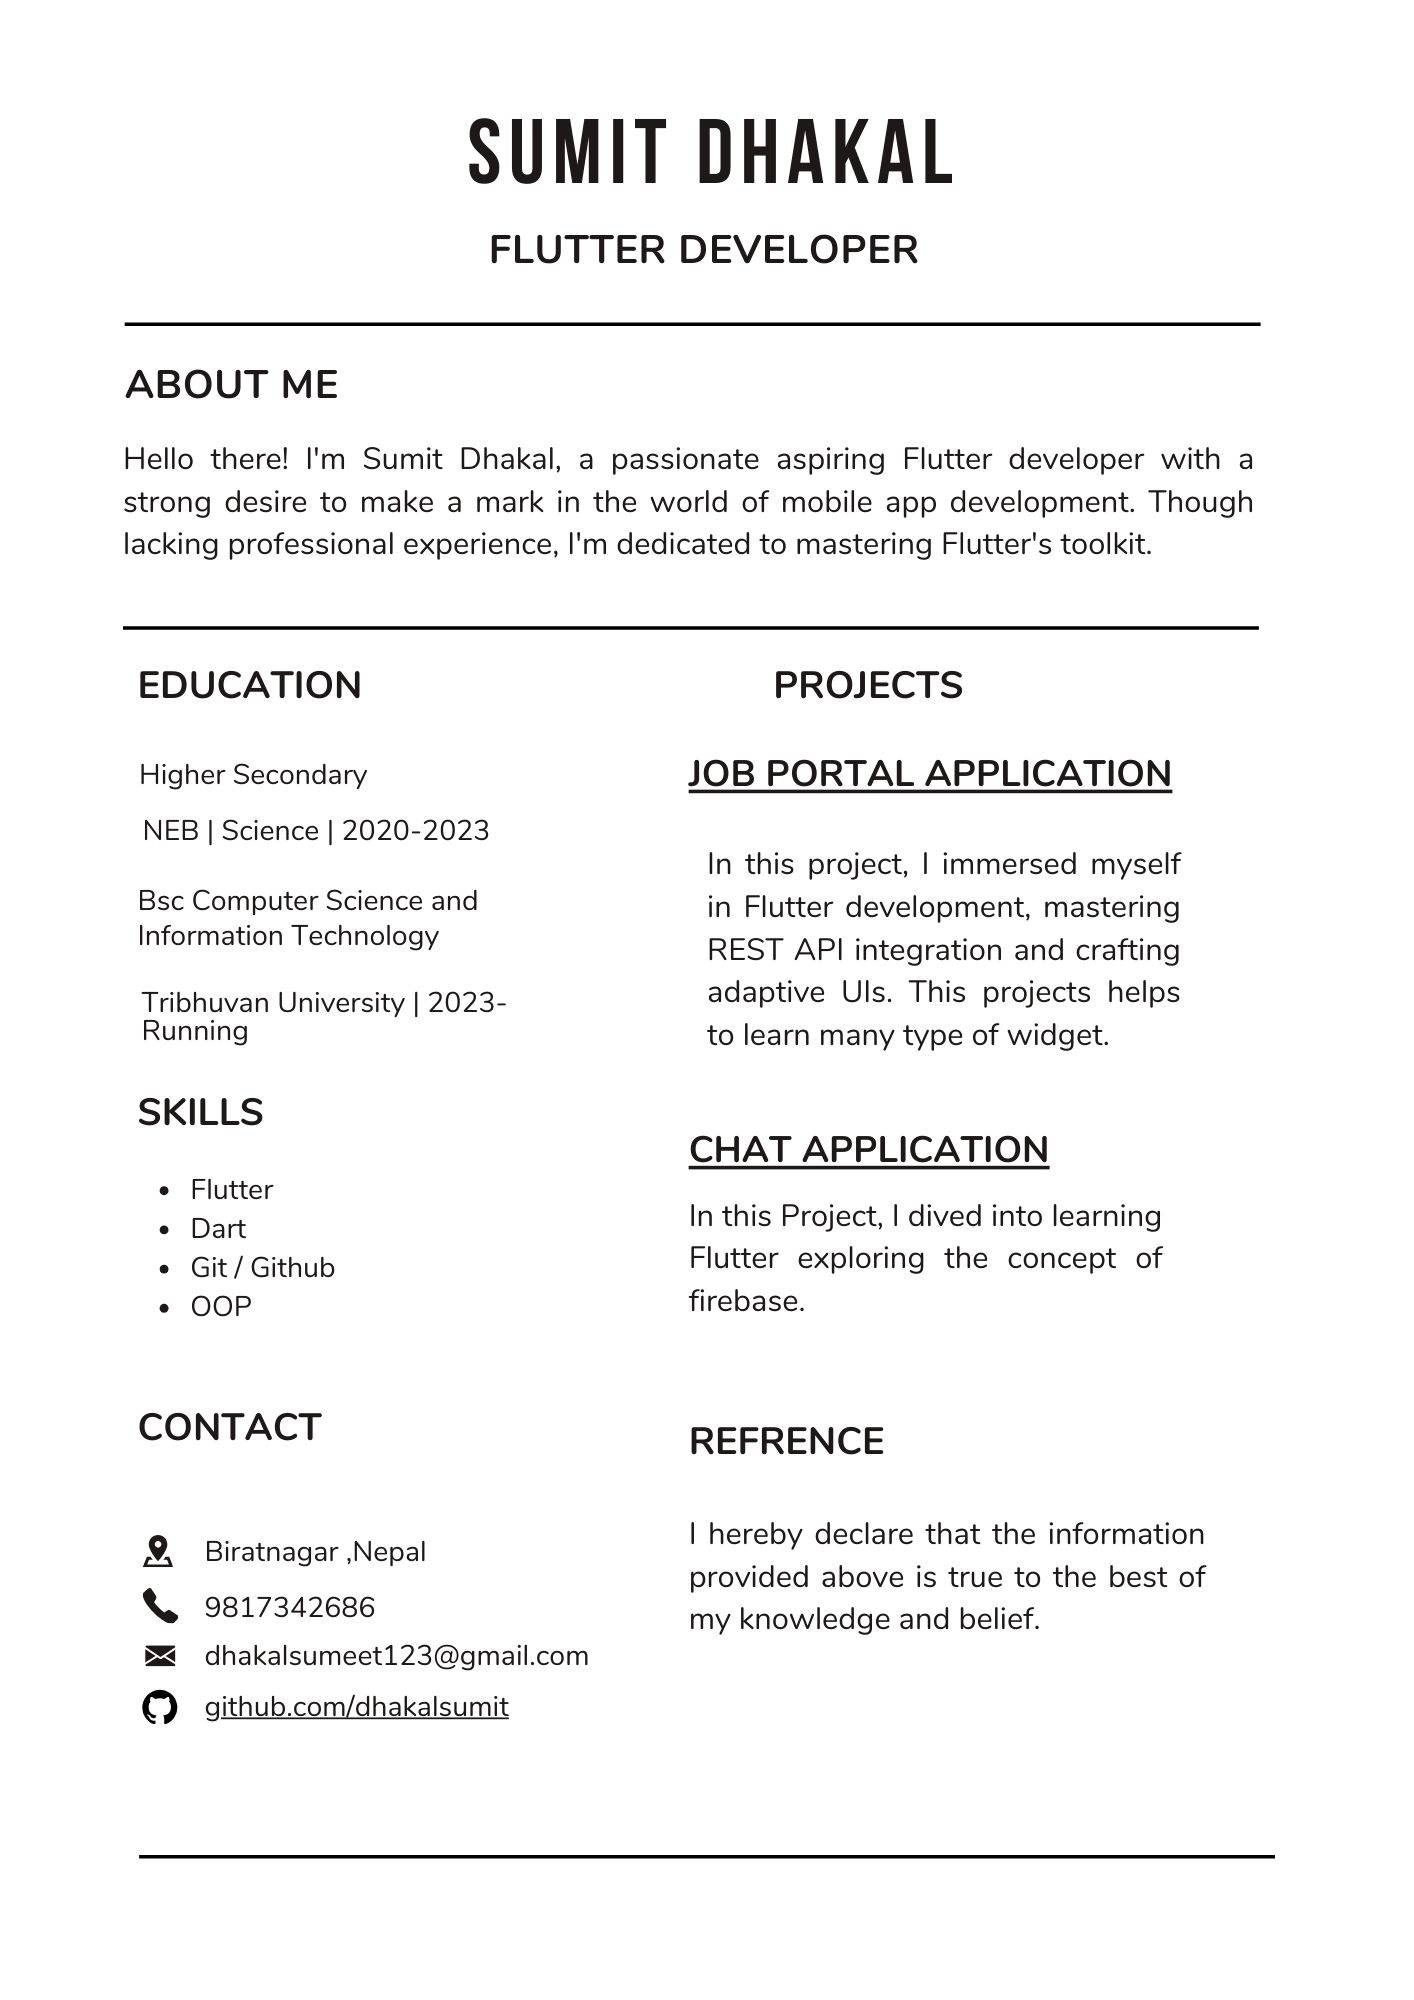 SUMIT DHAKAL
FLUTTER DEVELOPER
ABOUT ME
Hello there! I'm Sumit Dhakal, a passionate aspiring Flutter developer with a
strong desire to make a mark in the world of mobile app development. Though
lacking professional experience, I'm dedicated to mastering Flutter's toolkit.
EDUCATION
Higher Secondary
NEB | Science | 2020-2023
Bsc Computer Science and
Information Technology
Tribhuvan University | 2023-
Running
SKILLS
• Flutter
• Dart
• Git / Github
• OOP
CONTACT
Biratnagar ,Nepal
9817342686
dhakalsumeet123@gmail.com
github.com/dhakalsumit
PROJECTS
JOB PORTAL APPLICATION
In this project, I immersed myself
in Flutter development, mastering
REST API integration and crafting
adaptive UIs. This projects helps
to learn many type of widget.
CHAT APPLICATION
In this Project, I dived into learning
Flutter exploring the concept of
firebase.
REFRENCE
I hereby declare that the information
provided above is true to the best of
my knowledge and belief.